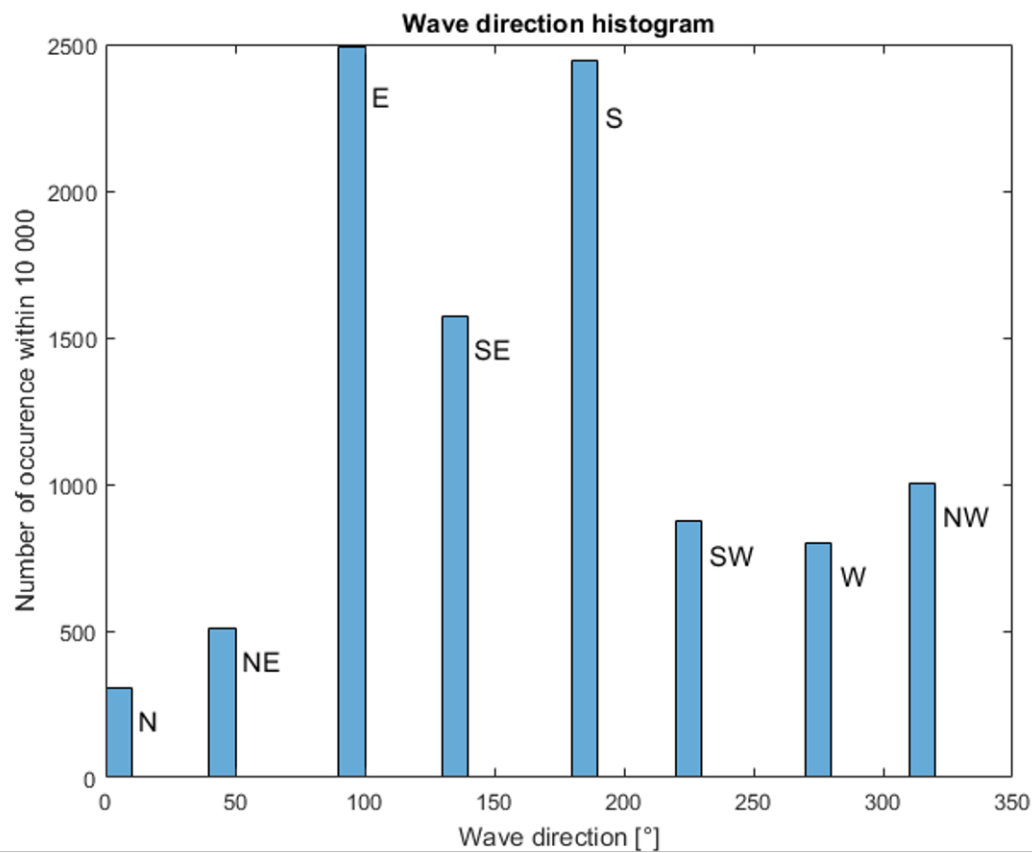 Wave direction histogram
Number of occurence within 10 000
2500
2000
1500
1000
500
0
E
S
SE
SW
NW
W
NE
N
0 50 100 150 200 250 300 350
Wave direction [°]